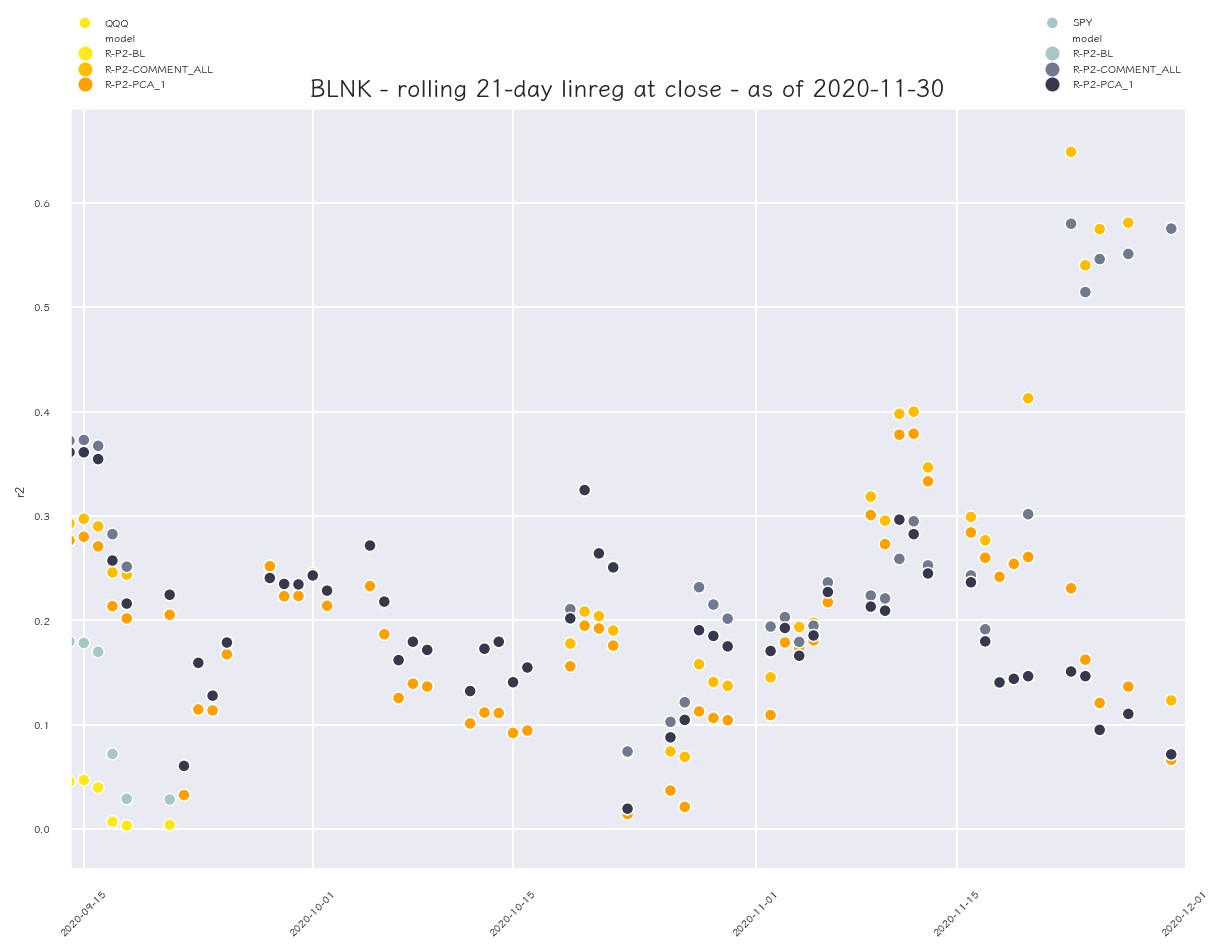 QQQ
model
R-P2-BL
R-P2-COMMENT_ALL
R-P2-PCA_1
SPY
model
R-P2-BL
R-P2-COMMENT_ALL
R-P2-PCA_1
BLNK - rolling 21-day linreg at close - as of 2020-11-30
0.6
0.5
0.4
0.3
0.2
0.1
0.0
r2
2020-09-15
2020-10-01
2020-10-15
2020-11-01
2020-11-15
2020-12-01